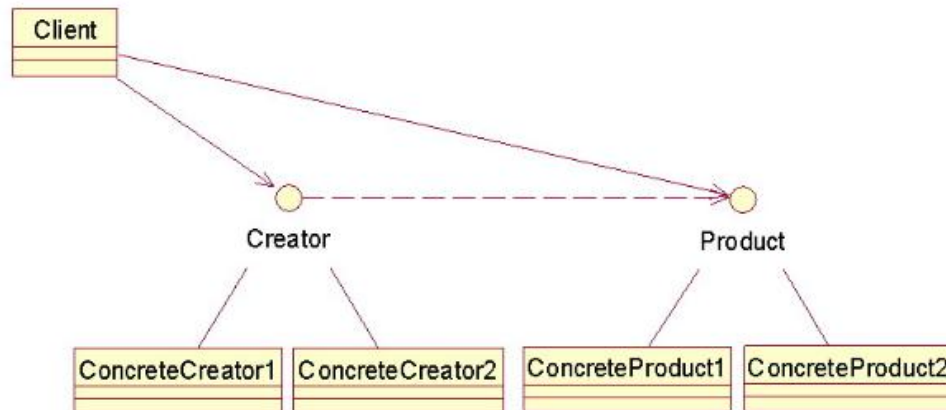 Client
Creator
Product
ConcreteCreator1
ConcreteCreator2
ConcreteProduct1
ConcreteProduct2